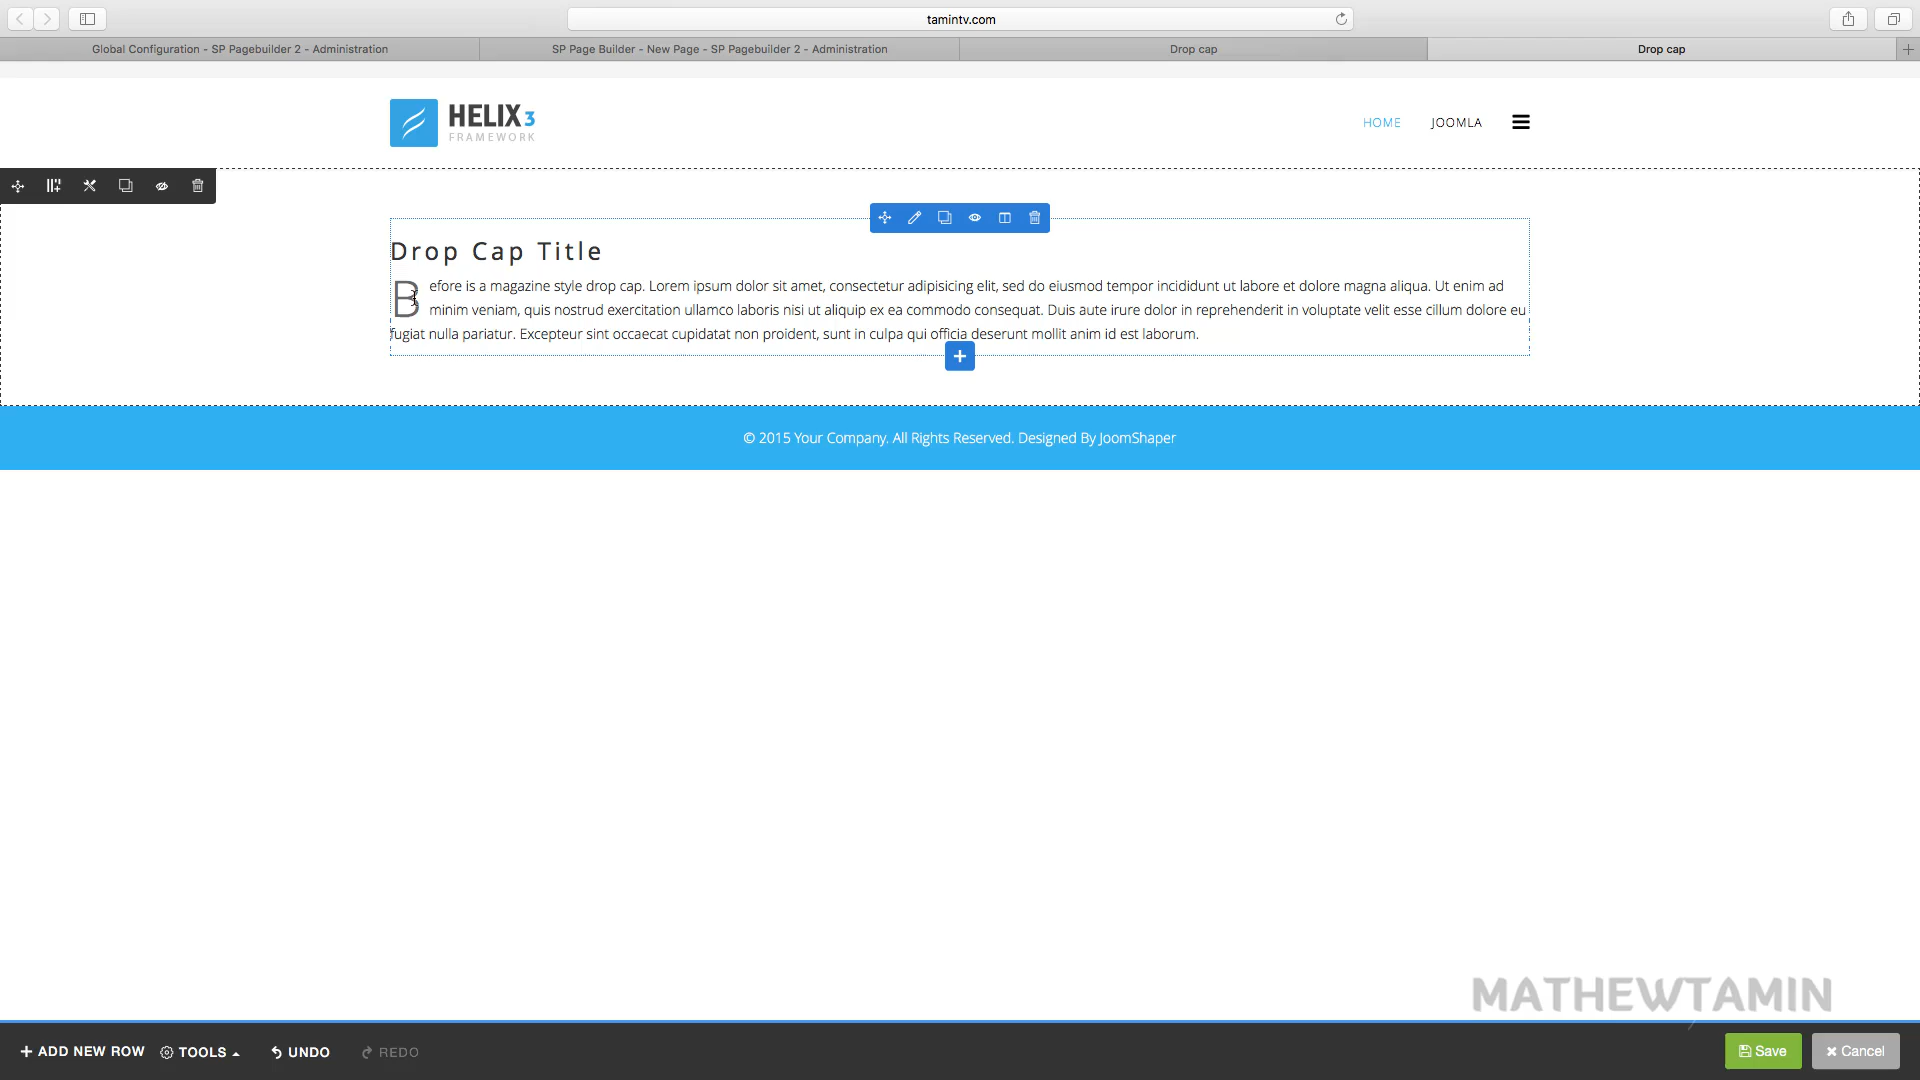 tamintv.com
Global Configuration - SP Pagebuilder 2 - Administration
SP Page Builder - New Page - SP Pagebuilder 2 - Administration
Drop cap
Drop cap
HELIX 3
FRAMEWORK
HOME
JOOMLA
Drop Cap Title
Before is a magazine style drop cap. Lorem ipsum dolor sit amet, consectetur adipisicing elit, sed do eiusmod tempor incididunt ut labore et dolore magna aliqua. Ut enim ad
minim veniam, quis nostrud exercitation ullamco laboris nisi ut aliquip ex ea commodo consequat. Duis aute irure dolor in reprehenderit in voluptate velit esse cillum dolore eu
fugiat nulla pariatur. Excepteur sint occaecat cupidatat non proident, sunt in culpa qui officia deserunt mollit anim id est laborum.
© 2015 Your Company. All Rights Reserved. Designed By JoomShaper
MATHEWTAMIN
ADD NEW ROW
TOOLS
UNDO
REDO
Save
Cancel